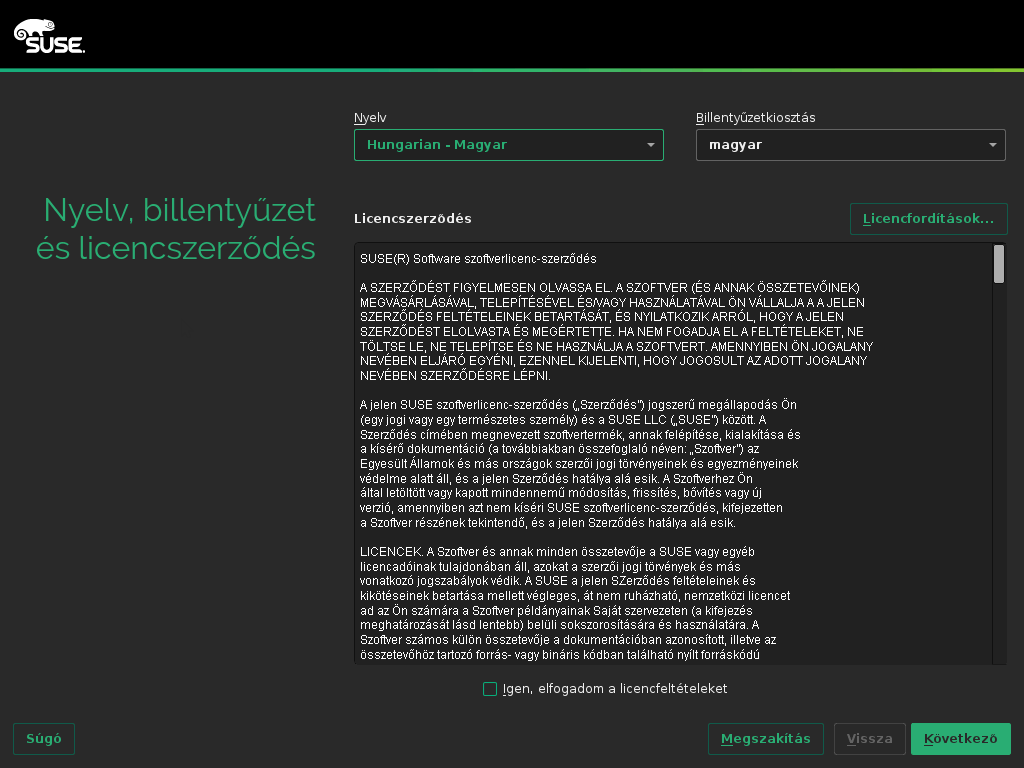 SUSE.
Nyelv
Billentyűzetkiosztás
Hungarian - Magyar
magyar
Nyelv, billentyűzet
és licencszerződés
Licencszerződés
Licencfordítások...
SUSE(R) Software szoftverlicenc-szerződés
A SZERZŐDÉST FIGYELMESEN OLVASSA EL. A SZOFTVER (ÉS ANNAK ÖSSZETEVŐINEK)
MEGVÁSÁRLÁSÁVAL, TELEPÍTÉSÉVEL ÉS/VAGY HASZNÁLATÁVAL ÖN VÁLLALJA A A JELEN
SZERZŐDÉS FELTÉTELEINEK BETARTÁSÁT, ÉS NYILATKOZIK ARRÓL, HOGY A JELEN
SZERZŐDÉST ELOLVASTA ÉS MEGÉRTETTE. HA NEM FOGADJA EL A FELTÉTELEKET, NE
TÖLTSE LE, NE TELEPÍTSE ÉS NE HASZNÁLJA A SZOFTVERT. AMENNYIBEN ÖN JOGALANY
NEVÉBEN ELJÁRÓ EGYÉNI, EZENNEL KIJELENTI, HOGY JOGOSULT AZ ADOTT JOGALANY
NEVÉBEN SZERZŐDÉSRE LÉPNI.
A jelen SUSE szoftverlicenc-szerződés („Szerződés") jogszerű megállapodás Ön
(egy jogi vagy egy természetes személy) és a SUSE LLC („SUSE") között. A
Szerződés címében megnevezett szoftvertermék, annak felépítése, kialakítása és
a kísérő dokumentáció (a továbbiakban összefoglaló néven: „Szoftver") az
Egyesült Államok és más országok szerzői jogi törvényeinek és egyezményeinek
védelme alatt áll, és a jelen Szerződés hatálya alá esik. A Szoftverhez Ön
által letöltött vagy kapott mindennemű módosítás, frissítés, bővítés vagy új
verzió, amennyiben azt nem kíséri SUSE szoftverlicenc-szerződés, kifejezetten
a Szoftver részének tekintendő, és a jelen Szerződés hatálya alá esik.
LICENCEK. A Szoftver és annak minden összetevője a SUSE vagy egyéb
licencadóinak tulajdonában áll, azokat a szerzői jogi törvények és más
vonatkozó jogszabályok védik. A SUSE a jelen SZerződés feltételeinek és
kikötéseinek betartása mellett végleges, át nem ruházható, nemzetközi licencet
ad az Ön számára a Szoftver példányainak Saját szervezeten (a kifejezés
meghatározását lásd lentebb) belüli sokszorosítására és használatára. A
Szoftver számos külön összetevője a dokumentációban azonosított, illetve az
összetevőhöz tartozó forrás- vagy bináris kódban található nyílt forráskódú
Igen, elfogadom a licencfeltételeket
Súgó
Megszakítás
Vissza
Következő